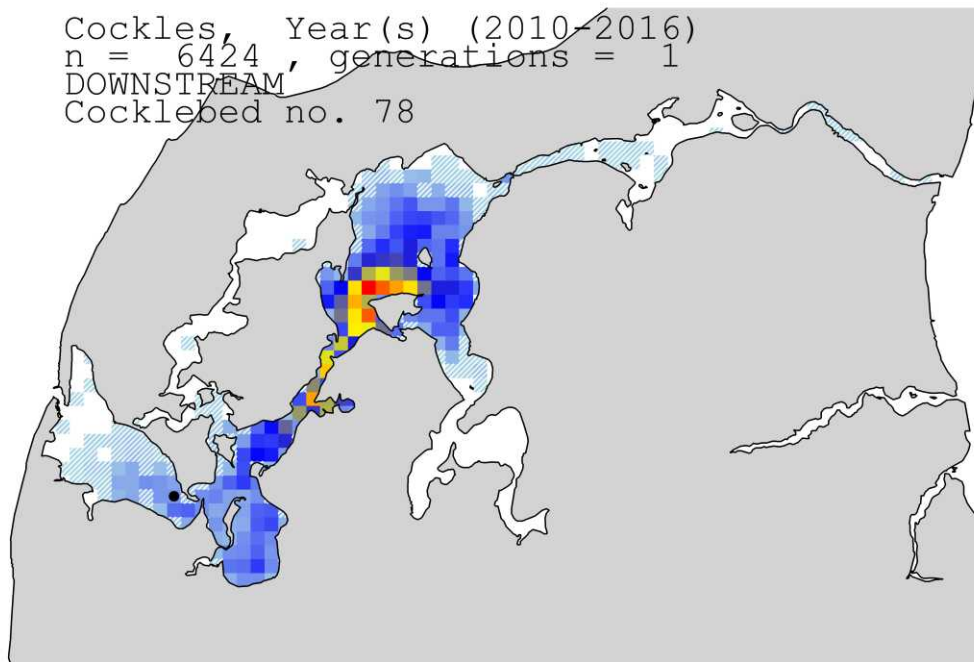 Cockles, Year(s) (2010-2016)
n = 6424 , generations = 1
DOWNSTREAM
Cocklebed no. 78